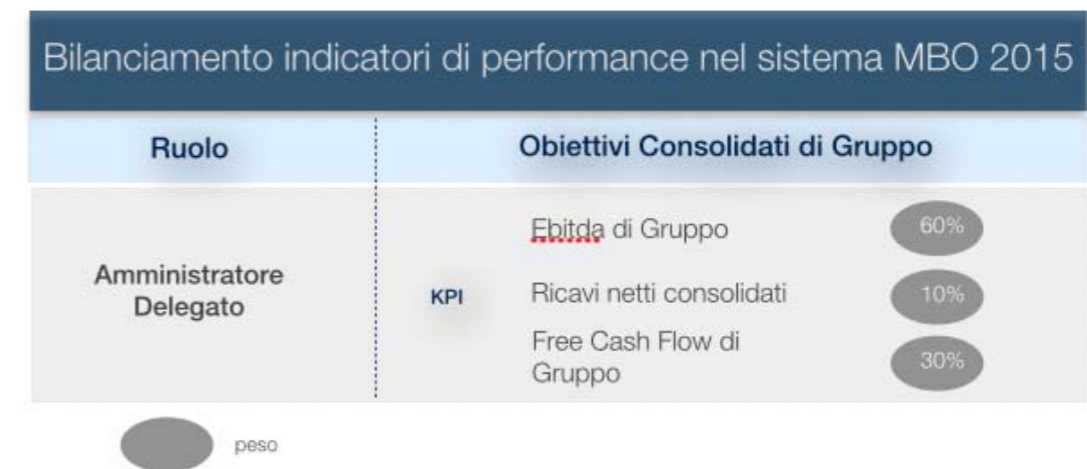 Bilanciamento indicatori di performance nel sistema MBO 2015
Ruolo
Obiettivi Consolidati di Gruppo
Amministratore
Delegato
KPI
Ebitda di Gruppo
60%
Ricavi netti consolidati
10%
Free Cash Flow di
Gruppo
30%
peso